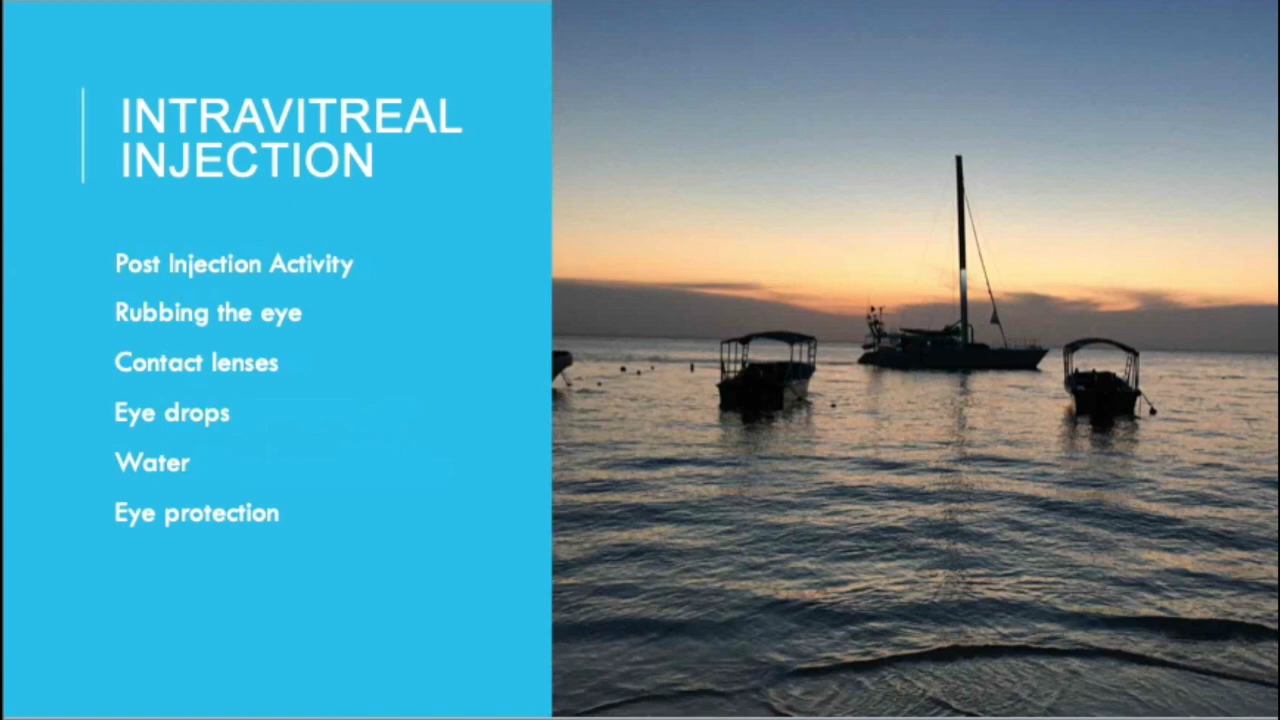 INTRAVITREAL
INJECTION
Post Injection Activity
Rubbing the eye
Contact lenses
Eye drops
Water
Eye protection